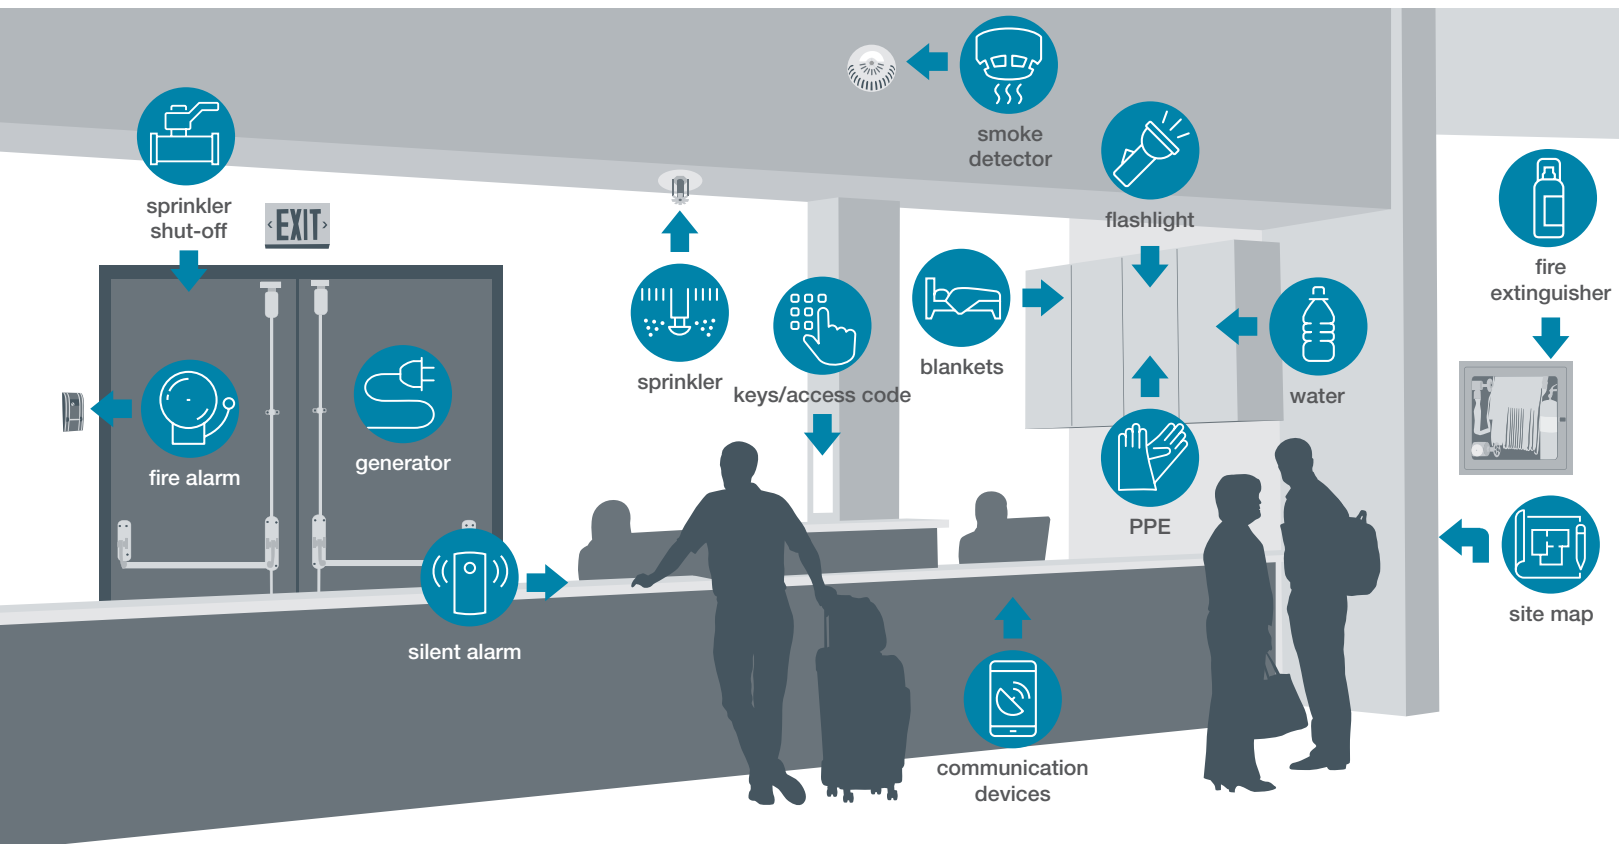 smoke
detector
sprinkler
shut-off
‹EXIT›
flashlight
fire
extinguisher
blankets
sprinkler
keys/access code
water
fire alarm
generator
PPE
silent alarm
site map
communication
devices